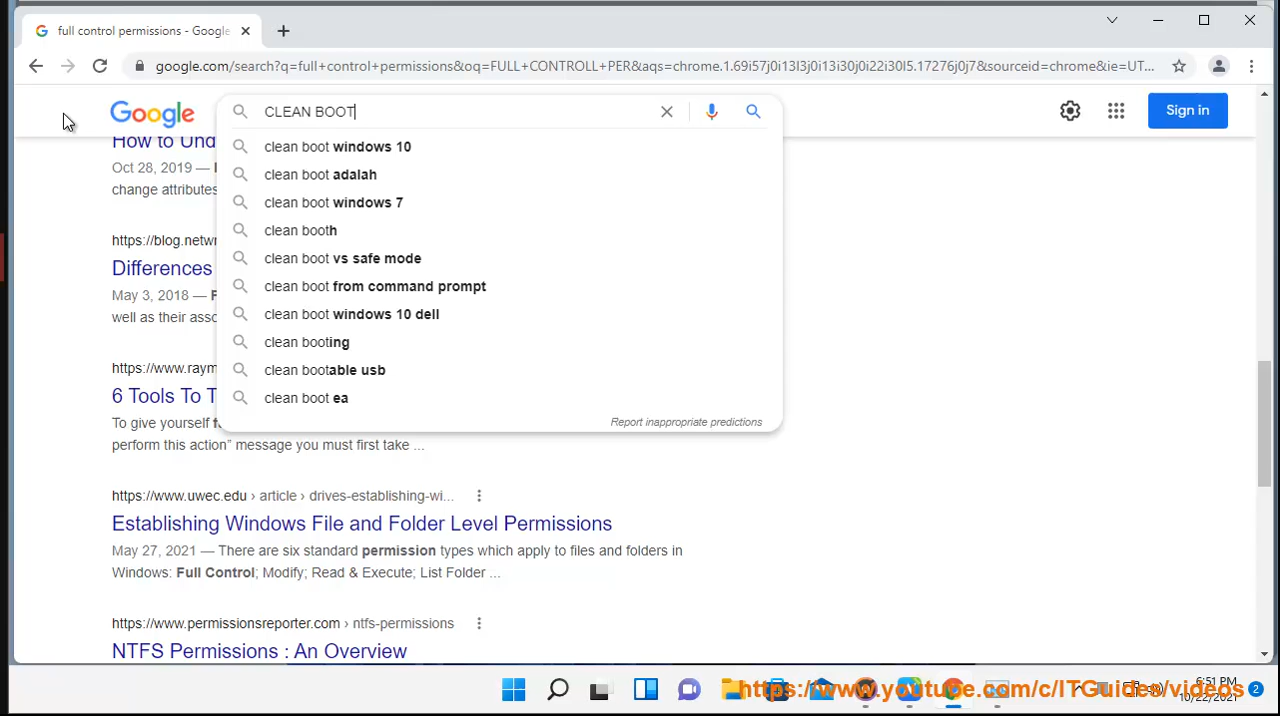 full control permissions - Google
google.com/search?q=full+control+permissions&oq=FULL+CONTROLL+PER&aqs=chrome.1.69i57j0i13l3j0i13i30j0i22i30l5.17276j0j7&sourceid=chrome&ie=UT...
Google
CLEAN BOOT
Sign in
How to Und
Oct 28, 2019 —
change attributes
clean boot windows 10
clean boot adalah
clean boot windows 7
clean booth
clean boot vs safe mode
clean boot from command prompt
clean boot windows 10 dell
clean booting
clean bootable usb
clean boot ea
Report inappropriate predictions
https://blog.netw
Differences
May 3, 2018 —
well as their asso
https://www.raym
6 Tools To T
To give yourself
perform this action” message you must first take ...
https://www.uwec.edu › article › drives-establishing-wi...
Establishing Windows File and Folder Level Permissions
May 27, 2021 — There are six standard permission types which apply to files and folders in
Windows: Full Control; Modify; Read & Execute; List Folder ...
https://www.permissionsreporter.com › ntfs-permissions
NTFS Permissions : An Overview
https://www.youtube.com/c/ITGuides/videos
6:51 PM
10/22/2021
2